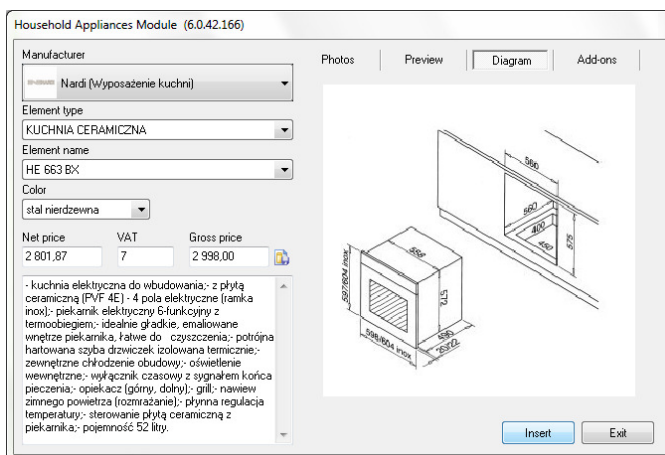 Household Appliances Module (6.0.42.166)
Manufacturer
Nardi (Wyposażenie kuchni)
Element type
KUCHNIA CERAMICZNA
Element name
HE 663 BX
Color
stal nierdzewna
Net price VAT Gross price
2 801,87 7 2 998,00
- kuchnia elektryczna do wbudowania;- z płytą
ceramiczną (PVF 4E) - 4 pola elektryczne (ramka
inox);- piekarnik elektryczny 6-funkcyjny z
termoobiegiem;- idealnie gładkie, emaliowane
wnętrze piekarnika, łatwe do czyszczenia;- potrójna
hartowana szyba drzwiczek izolowana termicznie;-
zewnętrzne chłodzenie obudowy;- oświetlenie
wewnętrzne;- wyłącznik czasowy z sygnałem końca
pieczenia;- opiekacz (górny, dolny);- grill;- nawiew
zimnego powietrza (rozmrażanie);- płynna regulacja
temperatury;- sterowanie płytą ceramiczną z
piekarnika;- pojemność 52 litry.
Photos Preview Diagram Add-ons
560
560
400
450
575
558
597/604 inox
572
598/604 inox
Insert Exit